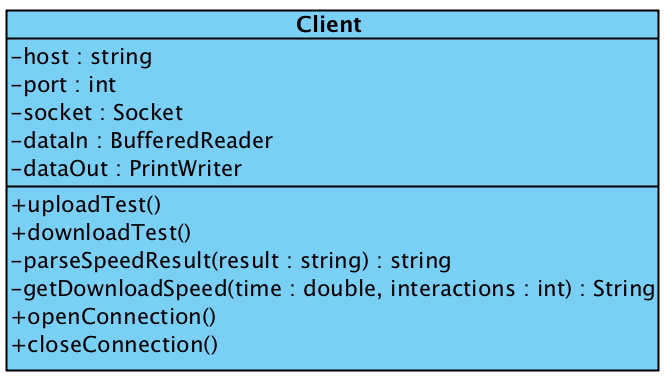 Client
-host : string
-port : int
-socket : Socket
-dataIn : BufferedReader
-dataOut : PrintWriter
+uploadTest()
+downloadTest()
-parseSpeedResult(result : string) : string
-getDownloadSpeed(time : double, interactions : int) : String
+openConnection()
+closeConnection()